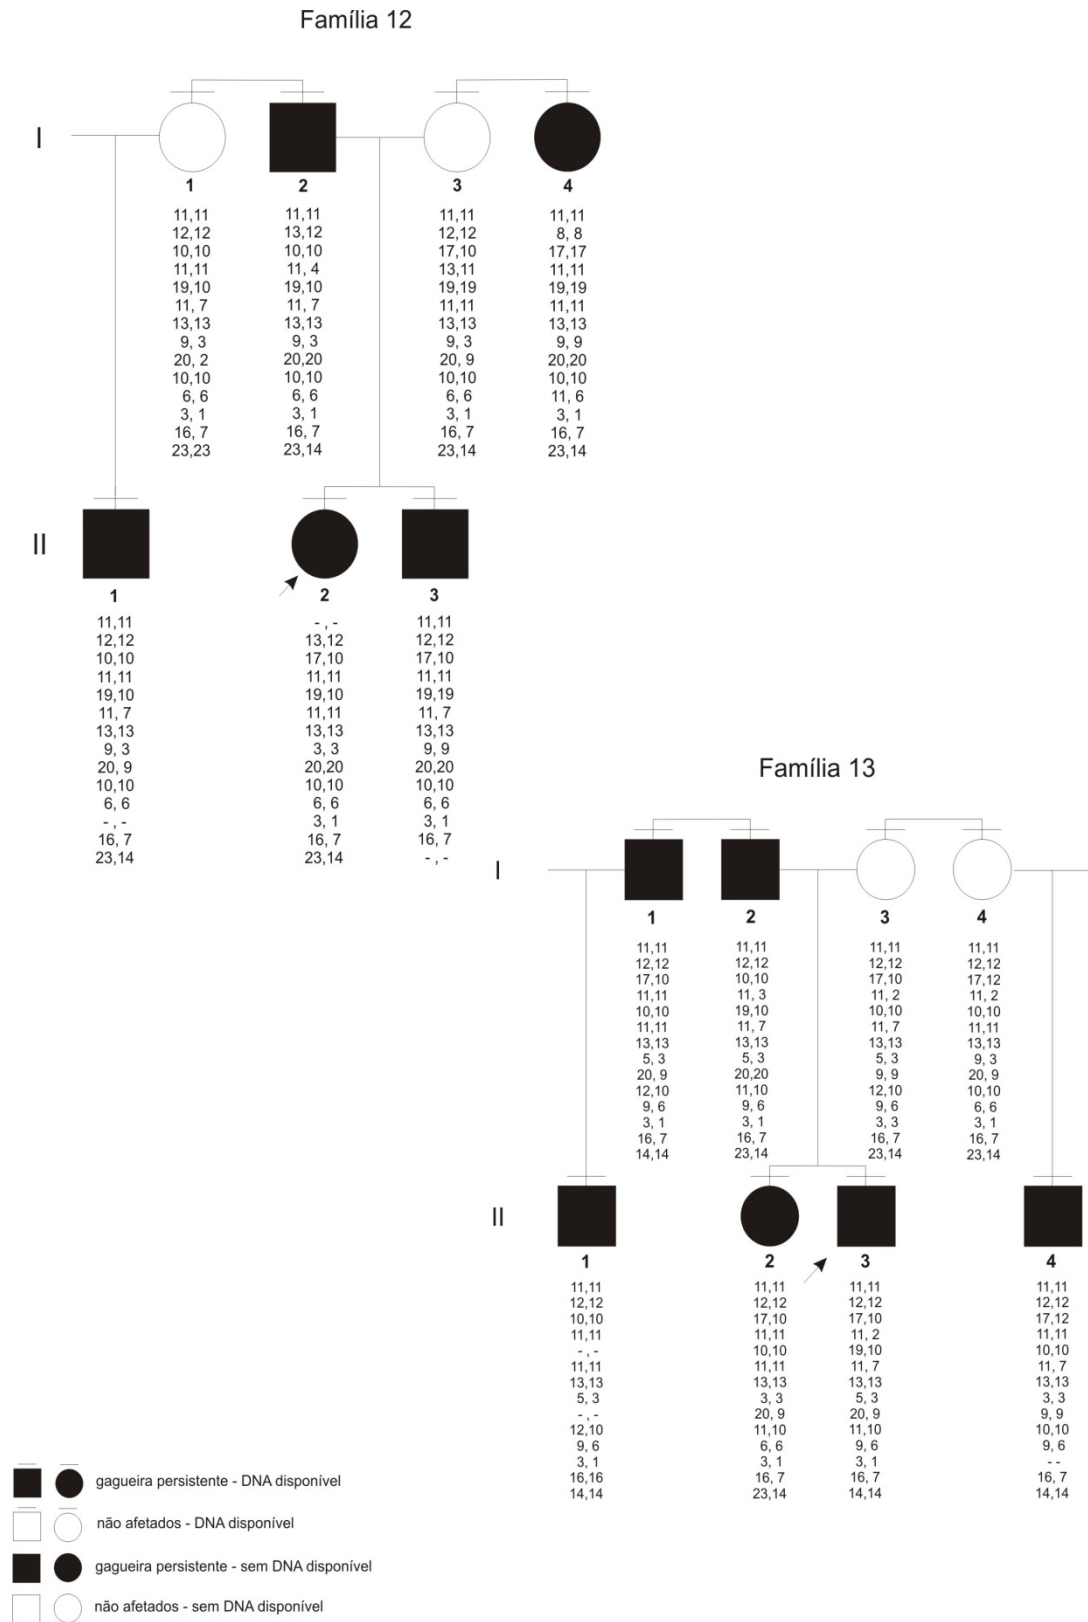 Família 12
I
1 2 3 4
11,11 11,11 11,11 11,11
12,12 13,12 12,12 8, 8
10,10 10,10 17,10 17,17
11,11 11, 4 13,11 11,11
19,10 19,10 19,19 19,19
11, 7 11, 7 11,11 11,11
13,13 13,13 13,13 13,13
9, 3 9, 3 9, 3 9, 9
20, 2 20,20 20, 9 20,20
10,10 10,10 10,10 10,10
6, 6 6, 6 6, 6 11, 6
3, 1 3, 1 3, 1 3, 1
16, 7 16, 7 16, 7 16, 7
23,23 23,14 23,14 23,14
II
1 2 3
11,11 - , - 11,11
12,12 13,12 12,12
10,10 17,10 17,10
11,11 11,11 11,11
19,10 19,10 19,19
11, 7 11,11 11, 7
13,13 13,13 13,13
9, 3 3, 3 9, 9
20, 9 20,20 20,20
10,10 10,10 10,10
6, 6 6, 6 6, 6
- , - 3, 1 3, 1
16, 7 16, 7 16, 7
23,14 23,14 - , -
Família 13
I
1 2 3 4
11,11 11,11 11,11 11,11
12,12 12,12 12,12 12,12
17,10 10,10 17,10 17,12
11,11 11, 3 11, 2 11, 2
10,10 19,10 10,10 10,10
11,11 11, 7 11, 7 11,11
13,13 13,13 13,13 13,13
5, 3 5, 3 5, 3 9, 3
20, 9 20,20 9, 9 20, 9
12,10 11,10 12,10 10,10
9, 6 9, 6 9, 6 6, 6
3, 1 3, 1 3, 3 3, 1
16, 7 16, 7 16, 7 16, 7
14,14 23,14 23,14 23,14
II
1 2 3 4
11,11 11,11 11,11 11,11
12,12 12,12 12,12 12,12
10,10 17,10 17,10 17,12
11,11 11,11 11, 2 11,11
- , - 10,10 19,10 10,10
11,11 11,11 11, 7 11, 7
13,13 13,13 13,13 13,13
5, 3 3, 3 5, 3 3, 3
- , - 20, 9 20, 9 9, 9
12,10 11,10 11,10 10,10
9, 6 6, 6 9, 6 9, 6
3, 1 3, 1 3, 1 - -
16,16 16, 7 16, 7 16, 7
14,14 23,14 14,14 14,14
gagueira persistente - DNA disponível
não afetados - DNA disponível
gagueira persistente - sem DNA disponível
não afetados - sem DNA disponível